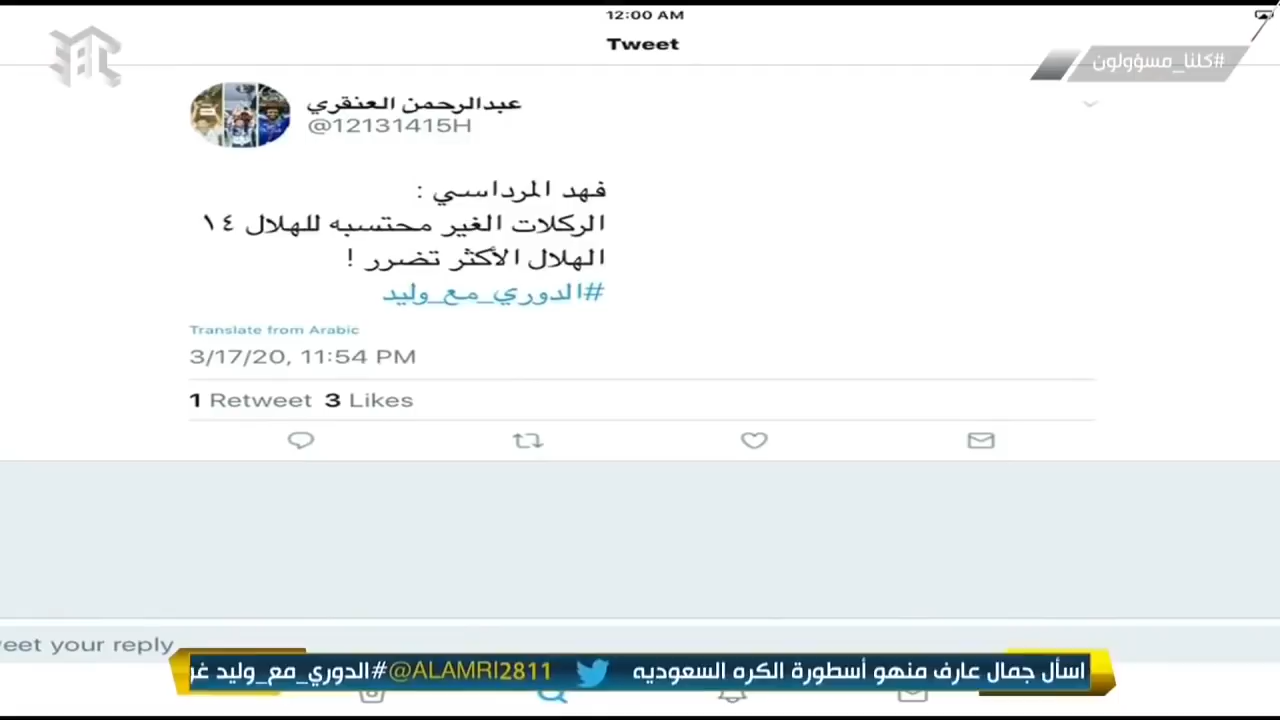 12:00 AM
Tweet
#كلنا_مسؤولون
عبدالرحمن العنقري
@12131415H
فهد المرداسي :
الركلات الغير محتسبه للهلال ١٤
الهلال الأكثر تضرر !
#الدوري_مع_وليد
Translate from Arabic
3/17/20, 11:54 PM
1 Retweet 3 Likes
eet your reply
اسأل جمال عارف منهو أسطورة الكره السعوديه @ALAMRI2811 #الدوري_مع_وليد